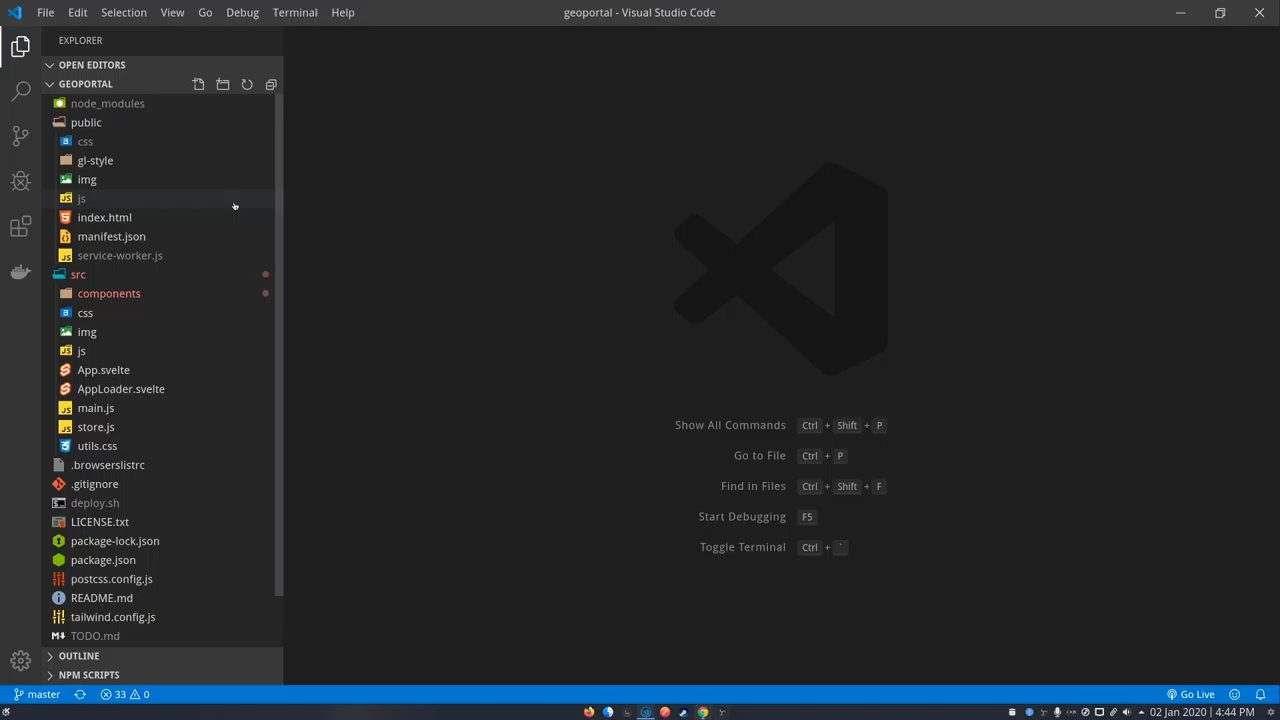 File Edit Selection View Go Debug Terminal Help
geoportal - Visual Studio Code
EXPLORER
OPEN EDITORS
GEOPORTAL
node_modules
public
css
gl-style
img
js
index.html
manifest.json
service-worker.js
src
components
css
img
js
App.svelte
AppLoader.svelte
main.js
store.js
utils.css
.browserslistrc
.gitignore
deploy.sh
LICENSE.txt
package-lock.json
package.json
postcss.config.js
README.md
tailwind.config.js
TODO.md
OUTLINE
NPM SCRIPTS
Show All Commands Ctrl + Shift + P
Go to File Ctrl + P
Find in Files Ctrl + Shift + F
Start Debugging F5
Toggle Terminal Ctrl + `
master 33 0 Go Live
02 Jan 2020 | 4:44 PM